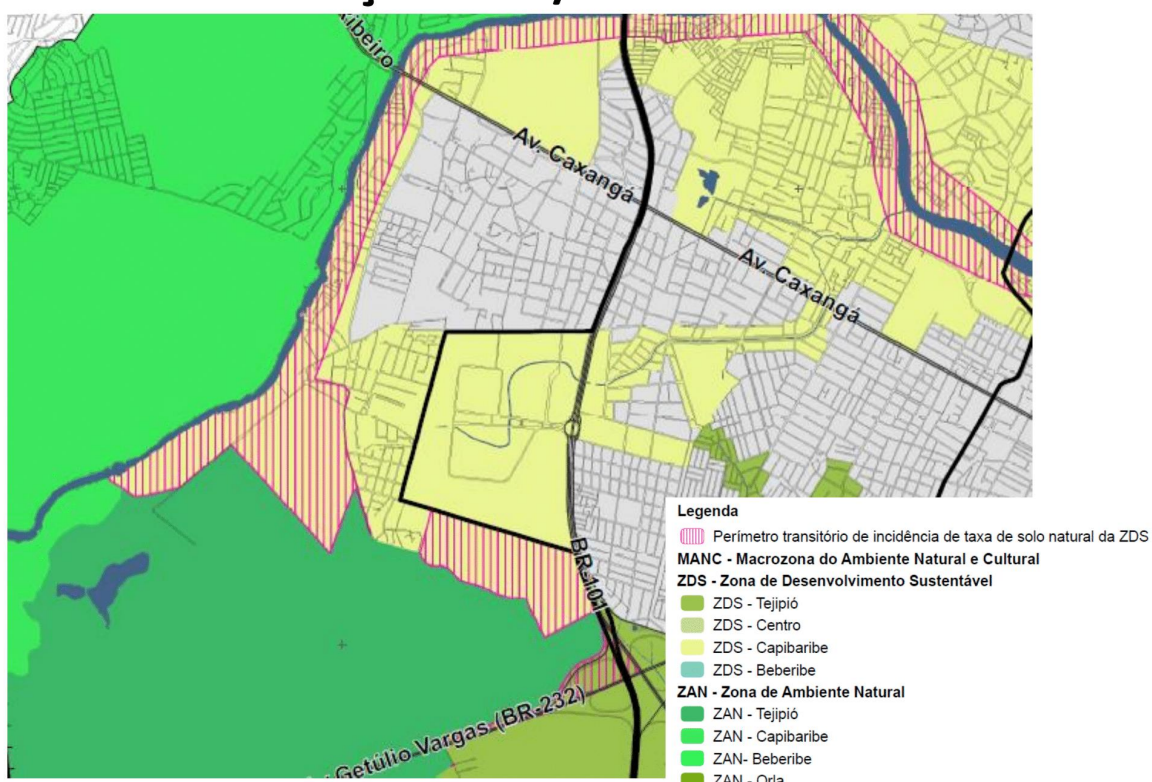 Ribeiro
Av. Caxangá
Av. Caxangá
BR-101
Getúlio Vargas (BR-232)
Legenda
Perímetro transitório de incidência de taxa de solo natural da ZDS
MANC - Macrozona do Ambiente Natural e Cultural
ZDS - Zona de Desenvolvimento Sustentável
ZDS - Tejipió
ZDS - Centro
ZDS - Capibaribe
ZDS - Beberibe
ZAN - Zona de Ambiente Natural
ZAN - Tejipió
ZAN - Capibaribe
ZAN- Beberibe
ZAN - Orla